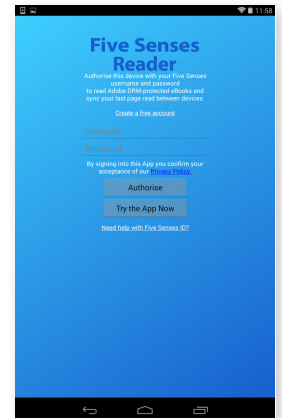 11:58
Five Senses
Reader
Authorise this device with your Five Senses
username and password
to read Adobe DRM-protected eBooks and
sync your last page read between devices.
Create a free account
Username
Password
By signing into this App you confirm your
acceptance of our Privacy Policy.
Authorise
Try the App Now
Need help with Five Senses ID?